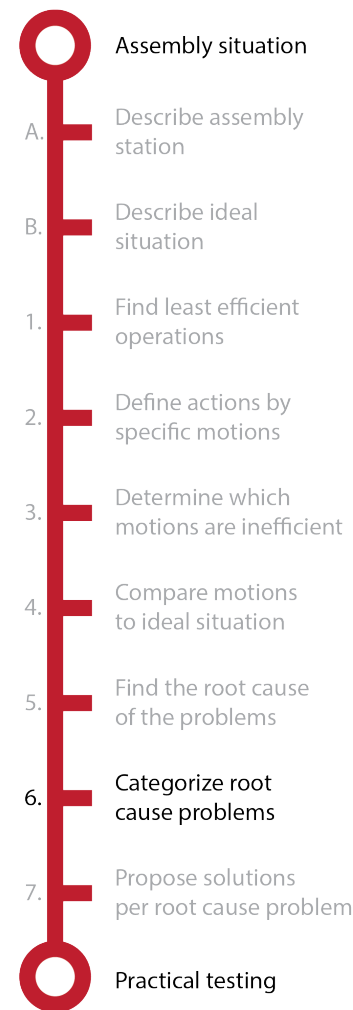 Assembly situation
A. Describe assembly
station
B. Describe ideal
situation
1. Find least efficient
operations
2. Define actions by
specific motions
3. Determine which
motions are inefficient
4. Compare motions
to ideal situation
5. Find the root cause
of the problems
6. Categorize root
cause problems
7. Propose solutions
per root cause problem
Practical testing